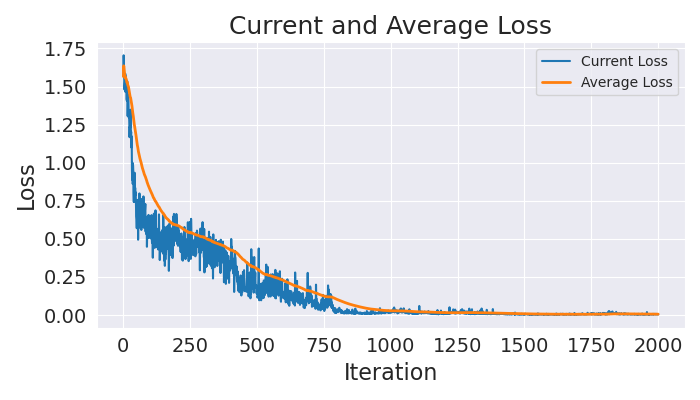 Current and Average Loss
Current Loss
Average Loss
Loss
1.75
1.50
1.25
1.00
0.75
0.50
0.25
0.00
0 250 500 750 1000 1250 1500 1750 2000
Iteration